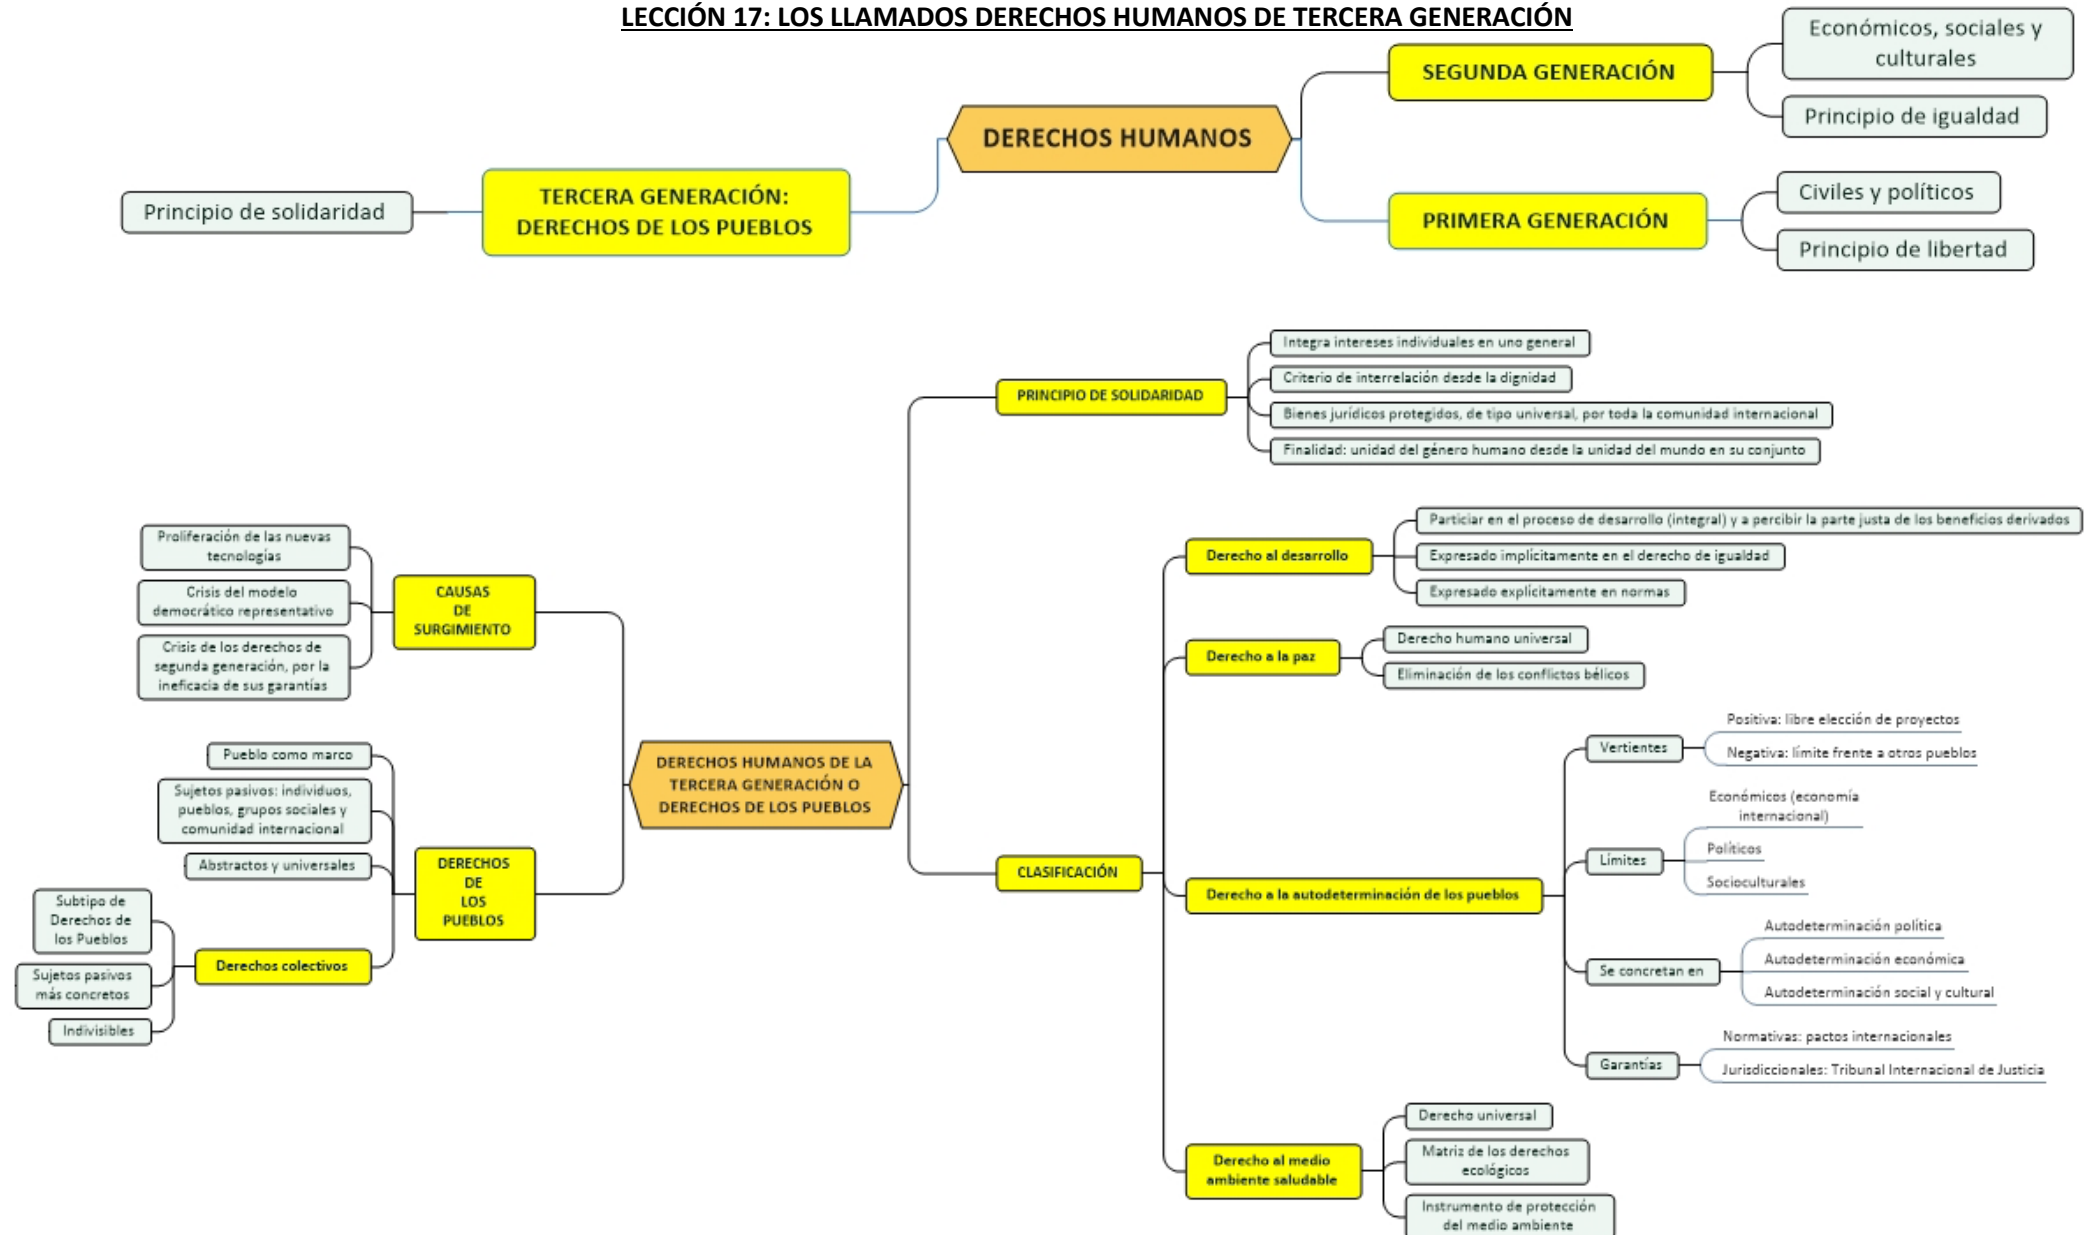 LECCIÓN 17: LOS LLAMADOS DERECHOS HUMANOS DE TERCERA GENERACIÓN
DERECHOS HUMANOS
SEGUNDA GENERACIÓN
Económicos, sociales y
culturales
Principio de igualdad
PRIMERA GENERACIÓN
Civiles y políticos
Principio de libertad
TERCERA GENERACIÓN:
DERECHOS DE LOS PUEBLOS
Principio de solidaridad
DERECHOS HUMANOS DE LA
TERCERA GENERACIÓN O
DERECHOS DE LOS PUEBLOS
PRINCIPIO DE SOLIDARIDAD
Integra intereses individuales en uno general
Criterio de interrelación desde la dignidad
Bienes jurídicos protegidos, de tipo universal, por toda la comunidad internacional
Finalidad: unidad del género humano desde la unidad del mundo en su conjunto
CLASIFICACIÓN
Derecho al desarrollo
Particiar en el proceso de desarrollo (integral) y a percibir la parte justa de los beneficios derivados
Expresado implícitamente en el derecho de igualdad
Expresado explícitamente en normas
Derecho a la paz
Derecho humano universal
Eliminación de los conflictos bélicos
Derecho a la autodeterminación de los pueblos
Vertientes
Positiva: libre elección de proyectos
Negativa: límite frente a otros pueblos
Límites
Económicos (economía
internacional)
Políticos
Socioculturales
Se concretan en
Autodeterminación política
Autodeterminación económica
Autodeterminación social y cultural
Garantías
Normativas: pactos internacionales
Jurisdiccionales: Tribunal Internacional de Justicia
Derecho al medio
ambiente saludable
Derecho universal
Matriz de los derechos
ecológicos
Instrumento de protección
del medio ambiente
CAUSAS
DE
SURGIMIENTO
Proliferación de las nuevas
tecnologías
Crisis del modelo
democrático representativo
Crisis de los derechos de
segunda generación, por la
ineficacia de sus garantías
DERECHOS
DE
LOS
PUEBLOS
Pueblo como marco
Sujetos pasivos: individuos,
pueblos, grupos sociales y
comunidad internacional
Abstractos y universales
Derechos colectivos
Subtipo de
Derechos de
los Pueblos
Sujetos pasivos
más concretos
Indivisibles